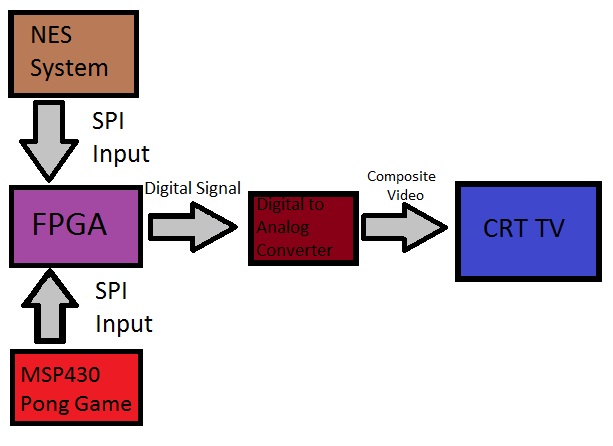 NES
System
SPI
Input
Digital Signal
Composite
Video
FPGA
Digital to
Analog
Converter
CRT TV
SPI
Input
MSP430
Pong Game